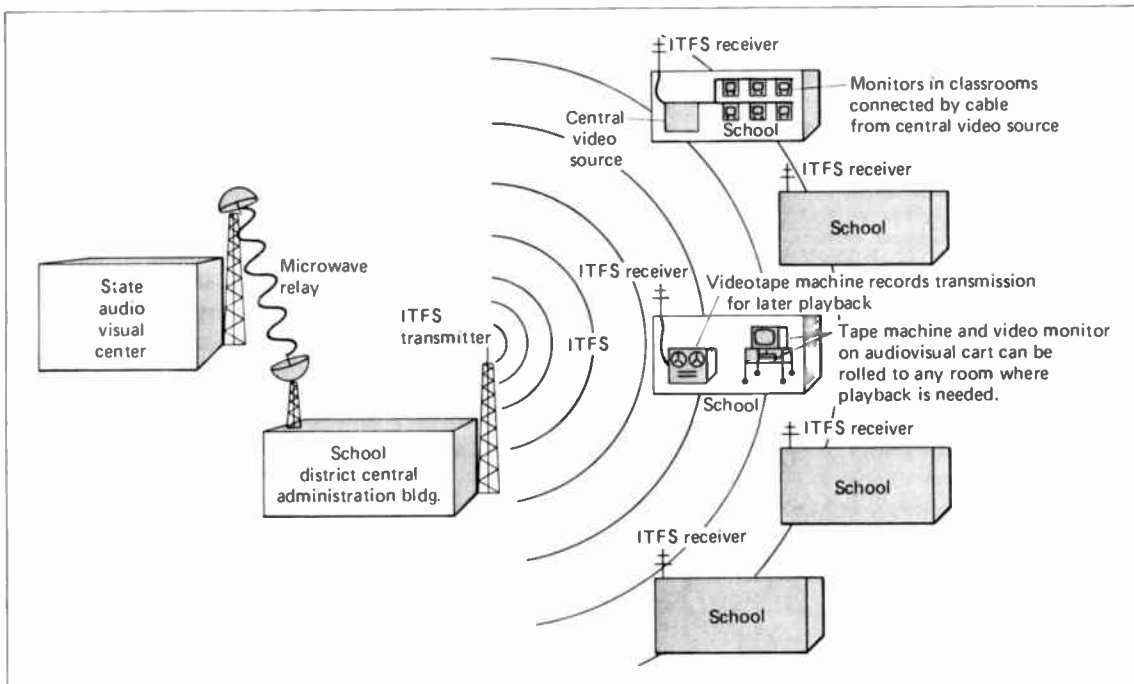 ITFS receiver
Monitors in classrooms
connected by cable
from central video source
Central
video
source
School
ITFS receiver
School
State
audio
visual
center
Microwave
relay
ITFS
transmitter
ITFS
School
district central
administration bldg.
ITFS receiver
Videotape machine records transmission
for later playback
Tape machine and video monitor
on audiovisual cart can be
rolled to any room where
playback is needed.
School
ITFS receiver
School
ITFS receiver
School